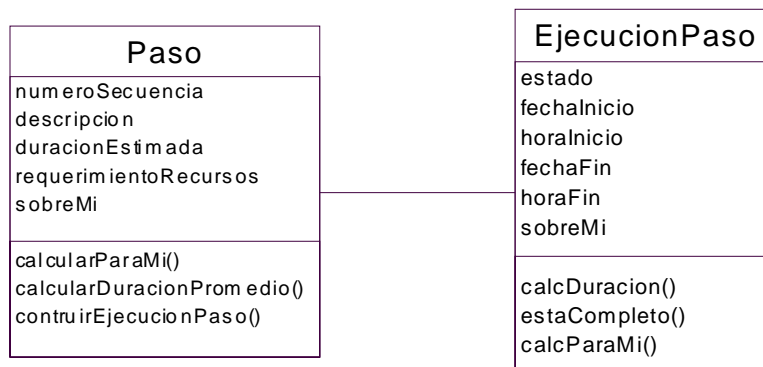 Paso
numeroSecuencia
descripcion
duracionEstimada
requerimientoRecursos
sobreMi
calcularParaMi()
calcularDuracionPromedio()
contruirEjecucionPaso()
EjecucionPaso
estado
fechaInicio
horaInicio
fechaFin
horaFin
sobreMi
calcDuracion()
estaCompleto()
calcParaMi()